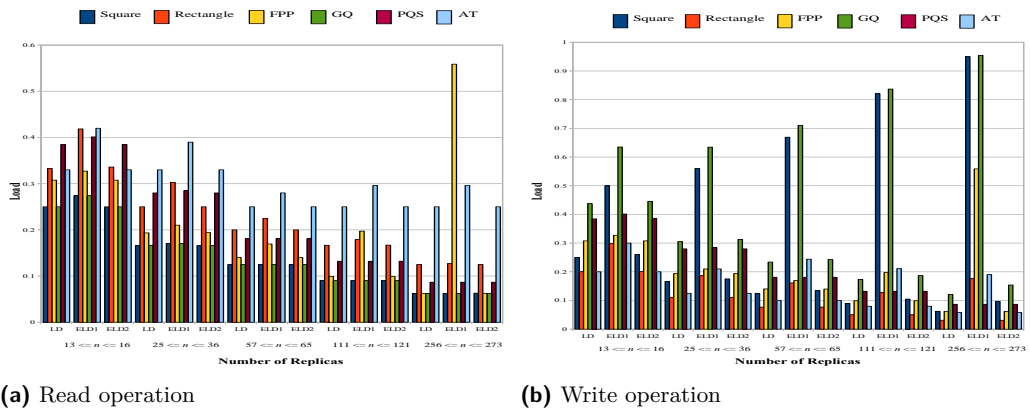 Square Rectangle FPP GQ PQS AT
0.6
0.5
0.4
0.3
0.2
0.1
0
Load
LD ELD1 ELD2 LD ELD1 ELD2 LD ELD1 ELD2 LD ELD1 ELD2 LD ELD1 ELD2
13 <= n <= 16 25 <= n <= 36 57 <= n <= 65 111 <= n <= 121 256 <= n <= 273
Number of Replicas
(a) Read operation
Square Rectangle FPP GQ PQS AT
1
0.9
0.8
0.7
0.6
0.5
0.4
0.3
0.2
0.1
0
Load
LD ELD1 ELD2 LD ELD1 ELD2 LD ELD1 ELD2 LD ELD1 ELD2 LD ELD1 ELD2
13 <= n <= 16 25 <= n <= 36 57 <= n <= 65 111 <= n <= 121 256 <= n <= 273
Number of Replicas
(b) Write operation